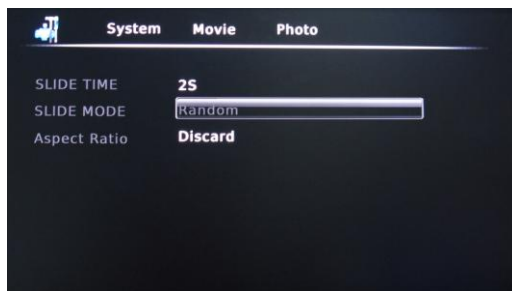 System Movie Photo
SLIDE TIME 2S
SLIDE MODE Random
Aspect Ratio Discard